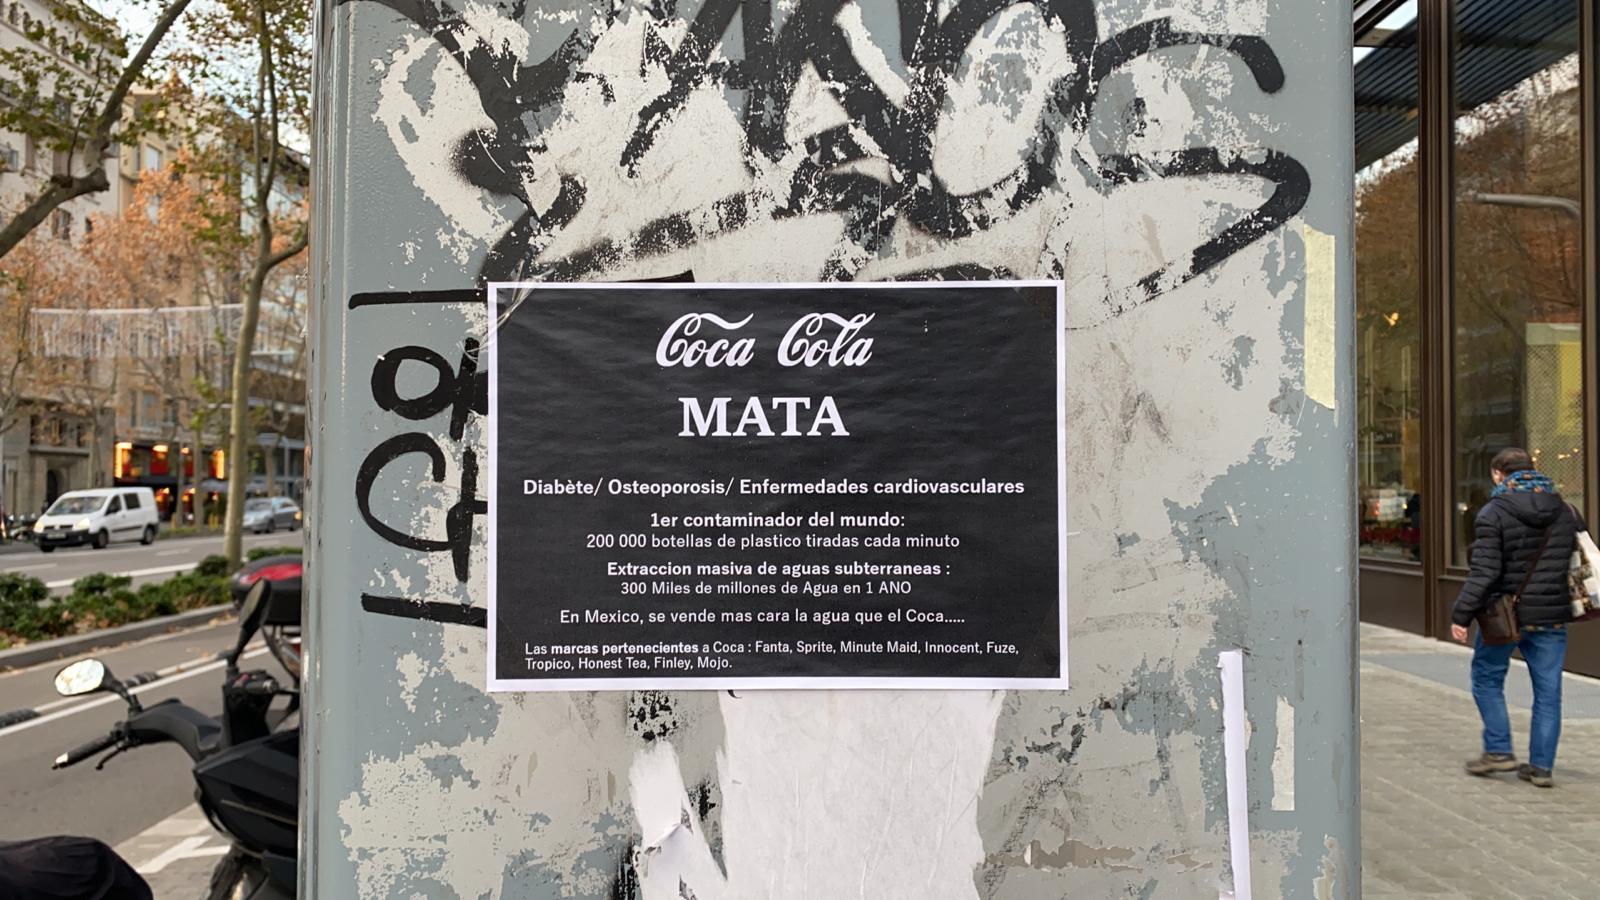 Coca Cola
MATA
Diabète/ Osteoporosis/ Enfermedades cardiovasculares
1er contaminador del mundo:
200 000 botellas de plastico tiradas cada minuto
Extraccion masiva de aguas subterraneas :
300 Miles de millones de Agua en 1 ANO
En Mexico, se vende mas cara la agua que el Coca.....
Las marcas pertenecientes a Coca : Fanta, Sprite, Minute Maid, Innocent, Fuze,
Tropico, Honest Tea, Finley, Mojo.